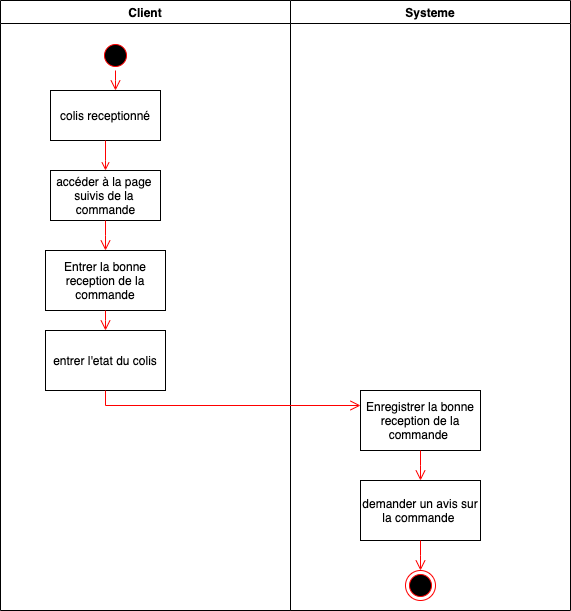 Client
Systeme
colis receptionné
accéder à la page
suivis de la
commande
Entrer la bonne
reception de la
commande
entrer l'etat du colis
Enregistrer la bonne
reception de la
commande
demander un avis sur
la commande